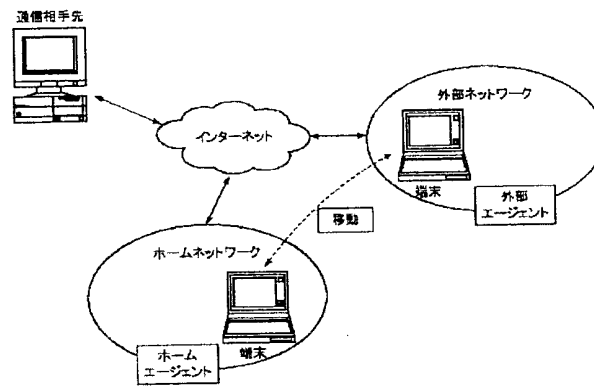 通信相手先
インターネット
外部ネットワーク
端末
外部
エージェント
移動
ホームネットワーク
端末
ホーム
エージェント